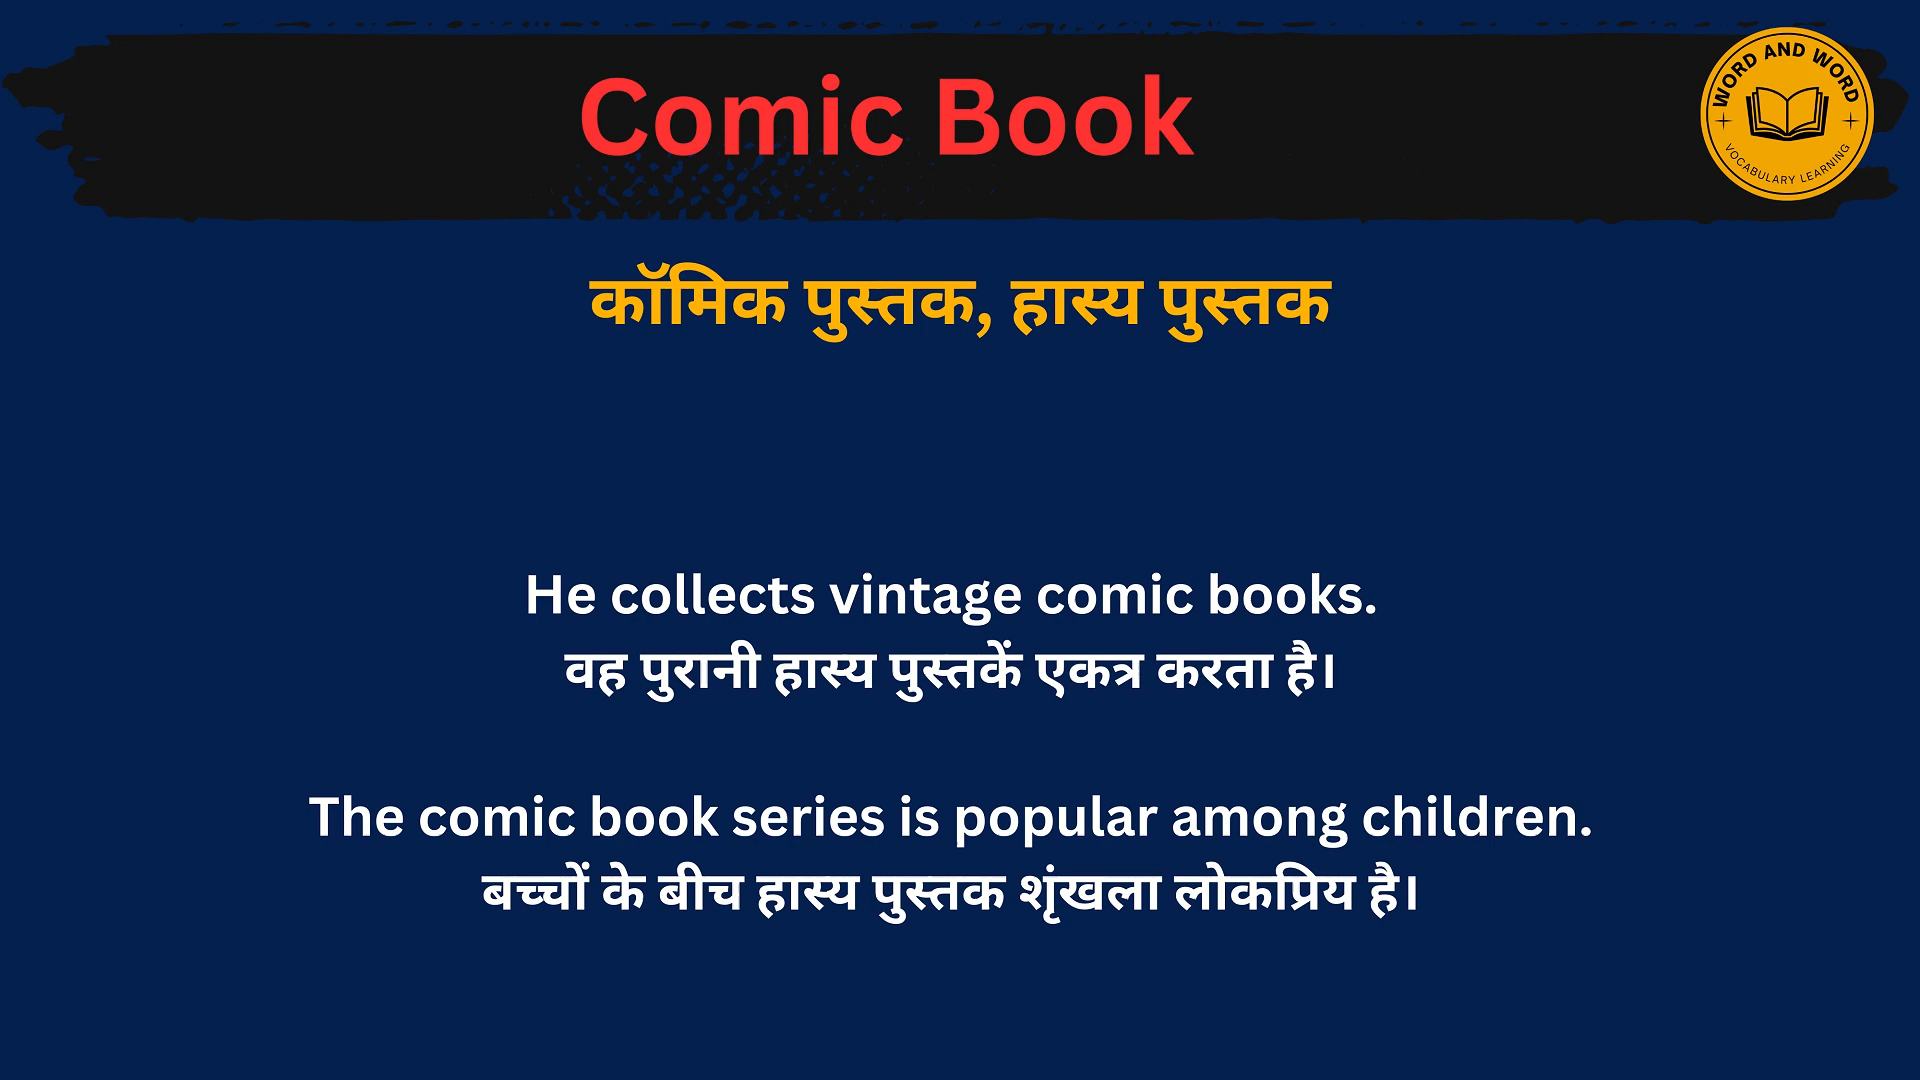 Comic Book
WORD AND WORD
VOCABULARY LEARNING
कॉमिक पुस्तक, हास्य पुस्तक
He collects vintage comic books.
वह पुरानी हास्य पुस्तकें एकत्र करता है।
The comic book series is popular among children.
बच्चों के बीच हास्य पुस्तक शृंखला लोकप्रिय है।